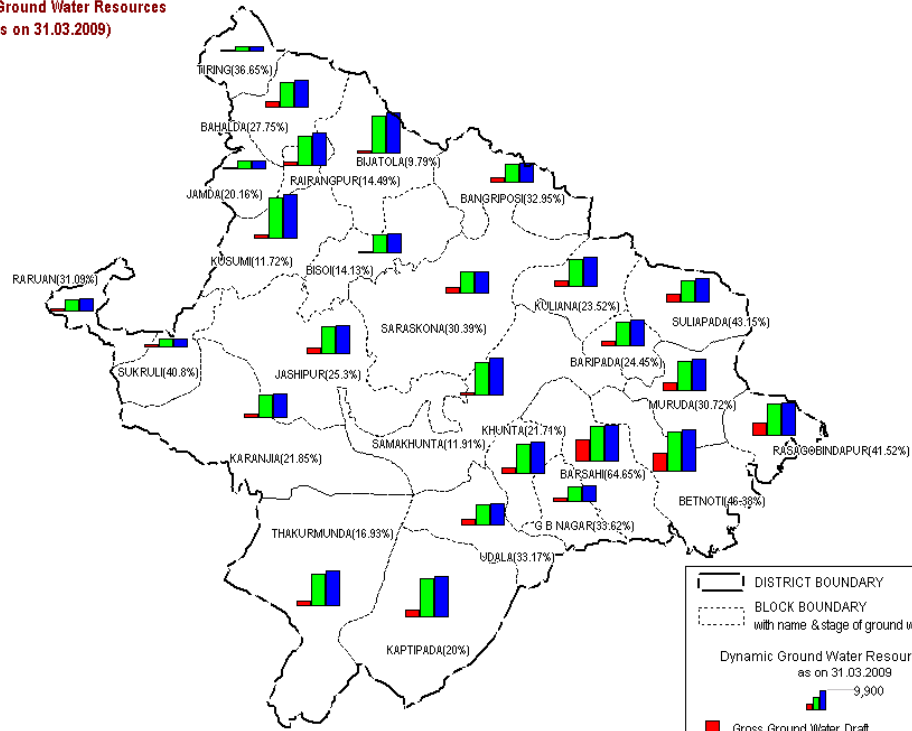 Ground Water Resources
s on 31.03.2009)
TIRING(36.65%)
BAHALDA(27.75%)
BIJATOLA(9.79%)
RAIRANGPUR(14.49%)
JAMDA(20.16%)
BANGRIPOSI(32.95%)
KUSUMI(11.72%)
BISOI(14.13%)
RARUAN(31.09%)
KULIANA(23.52%)
SULIAPADA(43.15%)
SARASKONA(30.39%)
BARIPADA(24.45%)
SUKRULI(40.8%)
JASHIPUR(25.3%)
MURUDA(30.72%)
KHUNTA(21.71%)
SAMAKHUNTA(11.91%)
RASAGOBINDAPUR(41.52%)
KARANJIA(21.85%)
BARSAHI(64.65%)
BETNOTI(46.38%)
G B NAGAR(33.62%)
THAKURMUNDA(16.93%)
UDALA(33.17%)
KAPTIPADA(20%)
DISTRICT BOUNDARY
BLOCK BOUNDARY
with name & stage of ground w
Dynamic Ground Water Resour
as on 31.03.2009
9,900
Gross Ground Water Draft